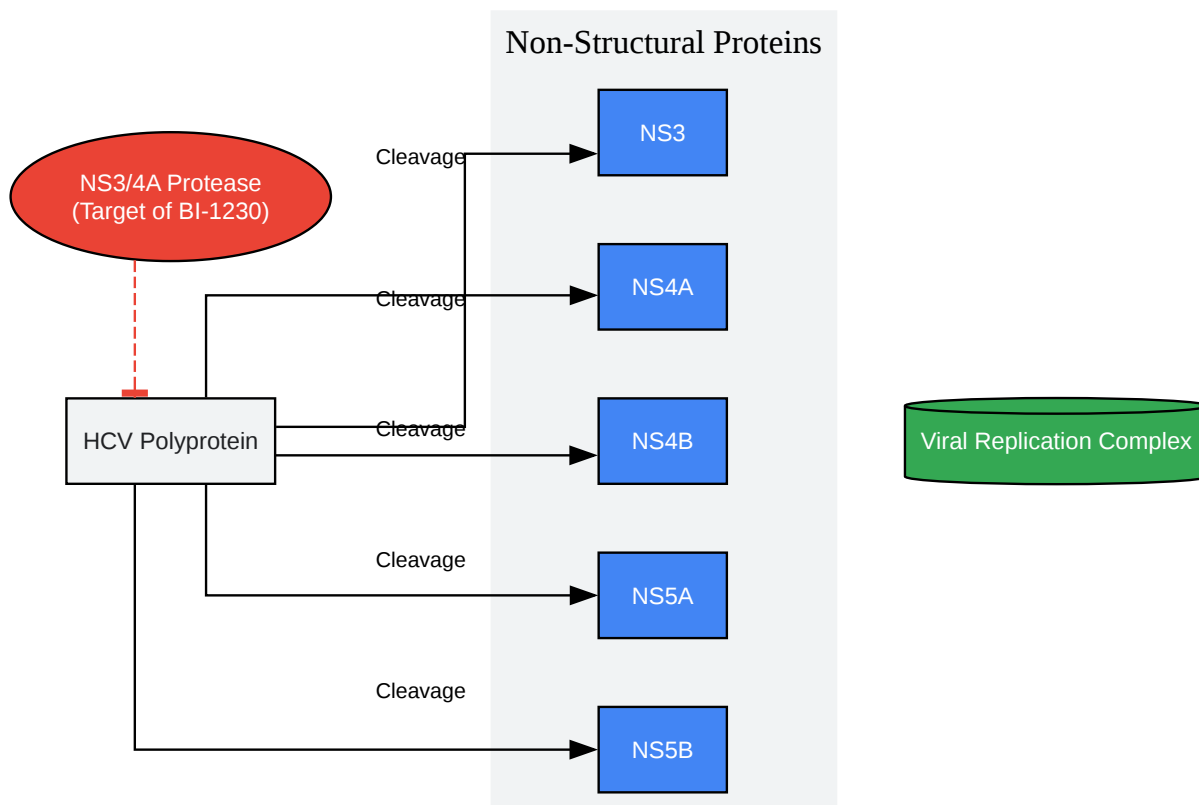 Non-Structural Proteins
NS3/4A Protease
(Target of BI-1230)
HCV Polyprotein
Cleavage
Cleavage
Cleavage
Cleavage
Cleavage
NS3
NS4A
NS4B
NS5A
NS5B
Viral Replication Complex